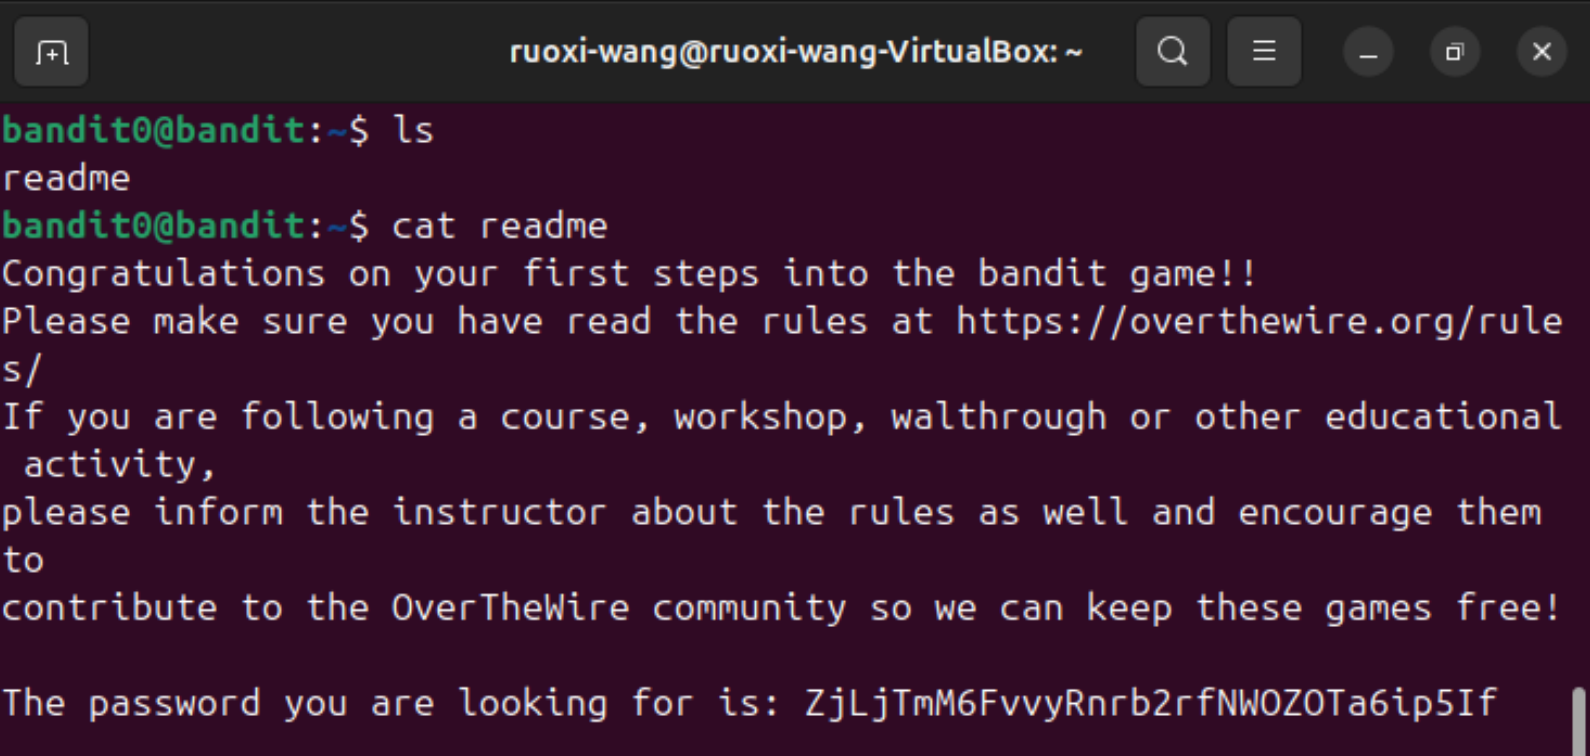 ruoxi-wang@ruoxi-wang-VirtualBox: ~
bandit0@bandit:~$ ls
readme
bandit0@bandit:~$ cat readme
Congratulations on your first steps into the bandit game!!
Please make sure you have read the rules at https://overthewire.org/rule
s/
If you are following a course, workshop, walthrough or other educational
 activity,
please inform the instructor about the rules as well and encourage them
to
contribute to the OverTheWire community so we can keep these games free!
The password you are looking for is: ZjLjTmM6FvvyRnrb2rfNWOZOTa6ip5If